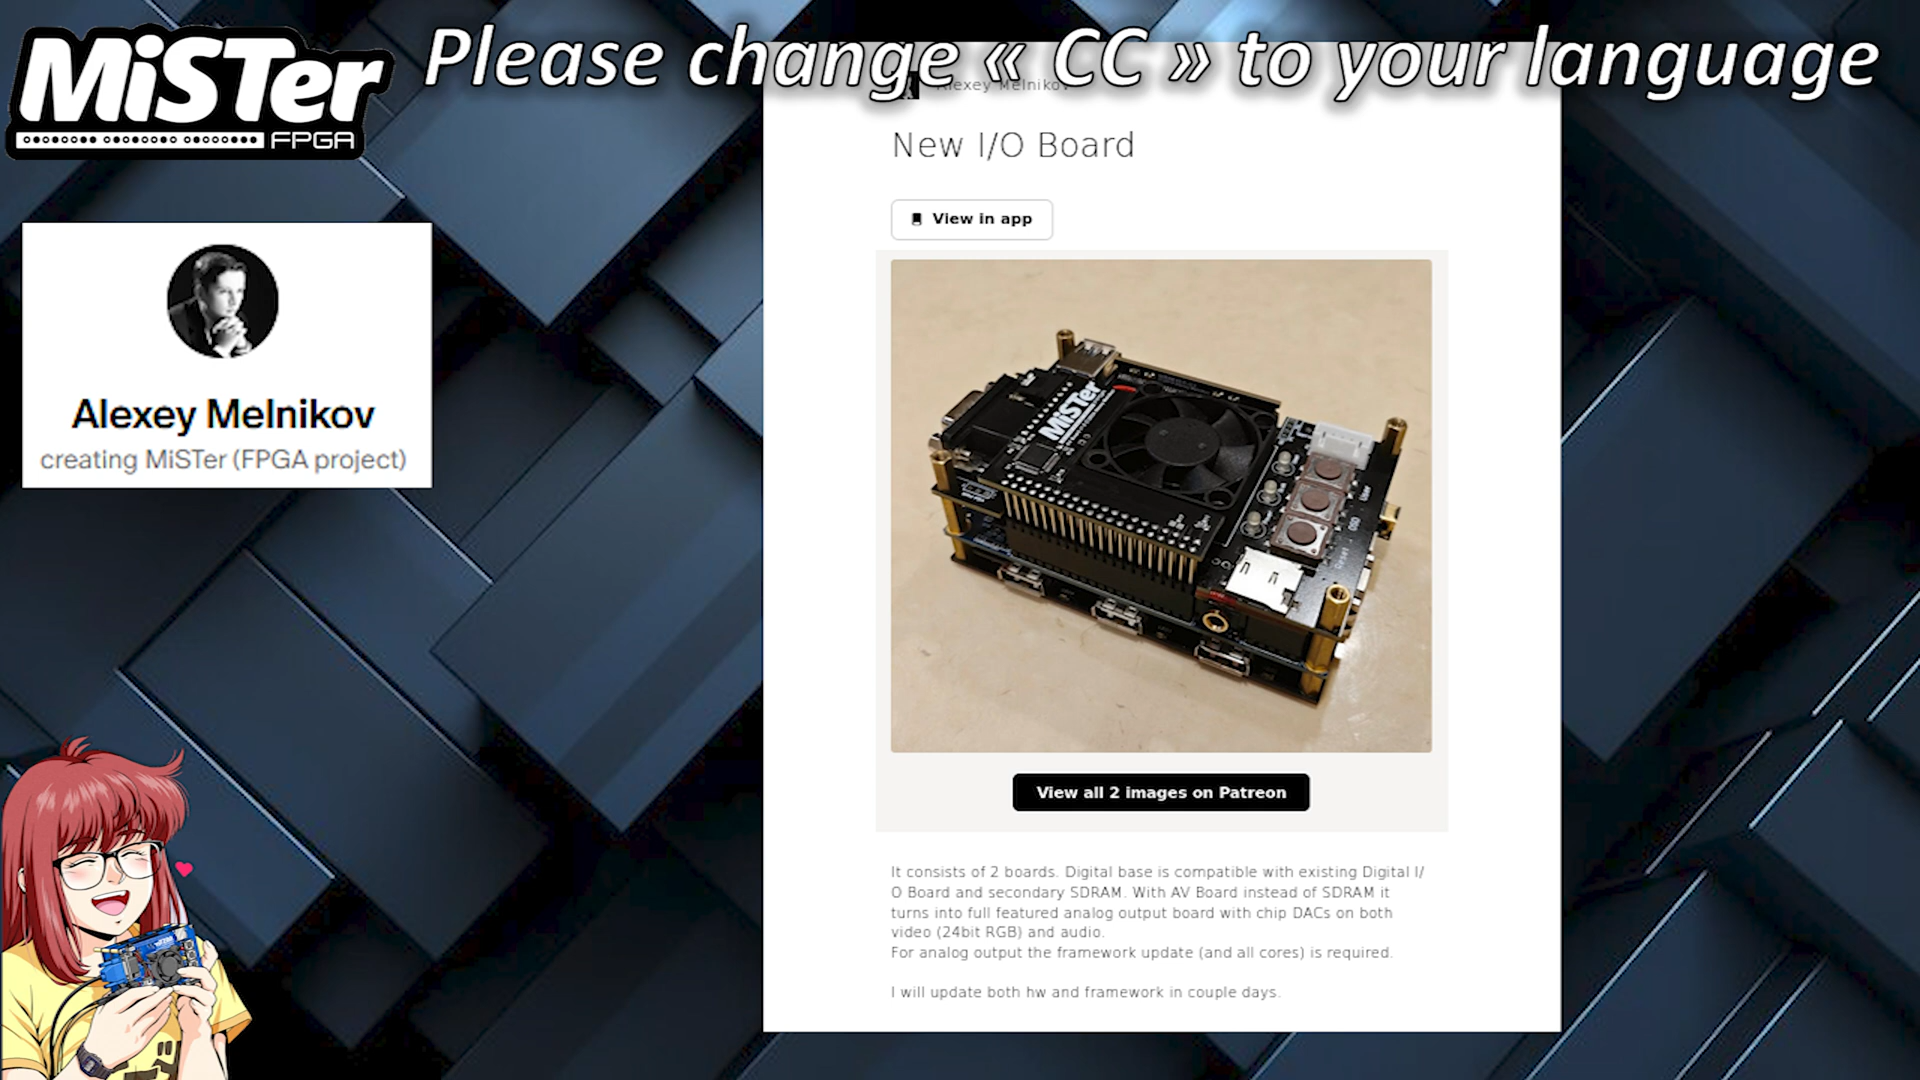 MiSTer
FPGA
Please change « CC » to your language
Alexey Melnikov
New I/O Board
View in app
Alexey Melnikov
creating MiSTer (FPGA project)
MiSTer
View all 2 images on Patreon
It consists of 2 boards. Digital base is compatible with existing Digital I/
O Board and secondary SDRAM. With AV Board instead of SDRAM it
turns into full featured analog output board with chip DACs on both
video (24bit RGB) and audio.
For analog output the framework update (and all cores) is required.
I will update both hw and framework in couple days.